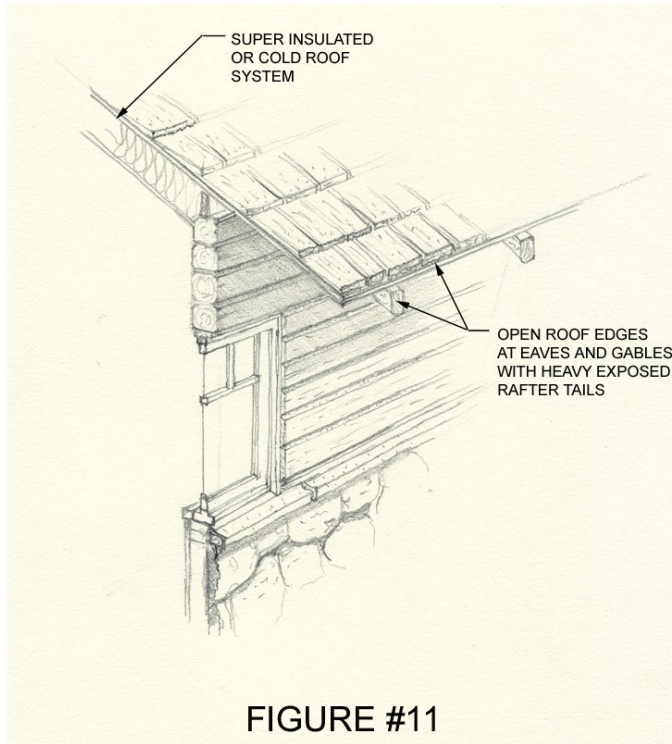 SUPER INSULATED
OR COLD ROOF
SYSTEM
OPEN ROOF EDGES
AT EAVES AND GABLES
WITH HEAVY EXPOSED
RAFTER TAILS
FIGURE #11